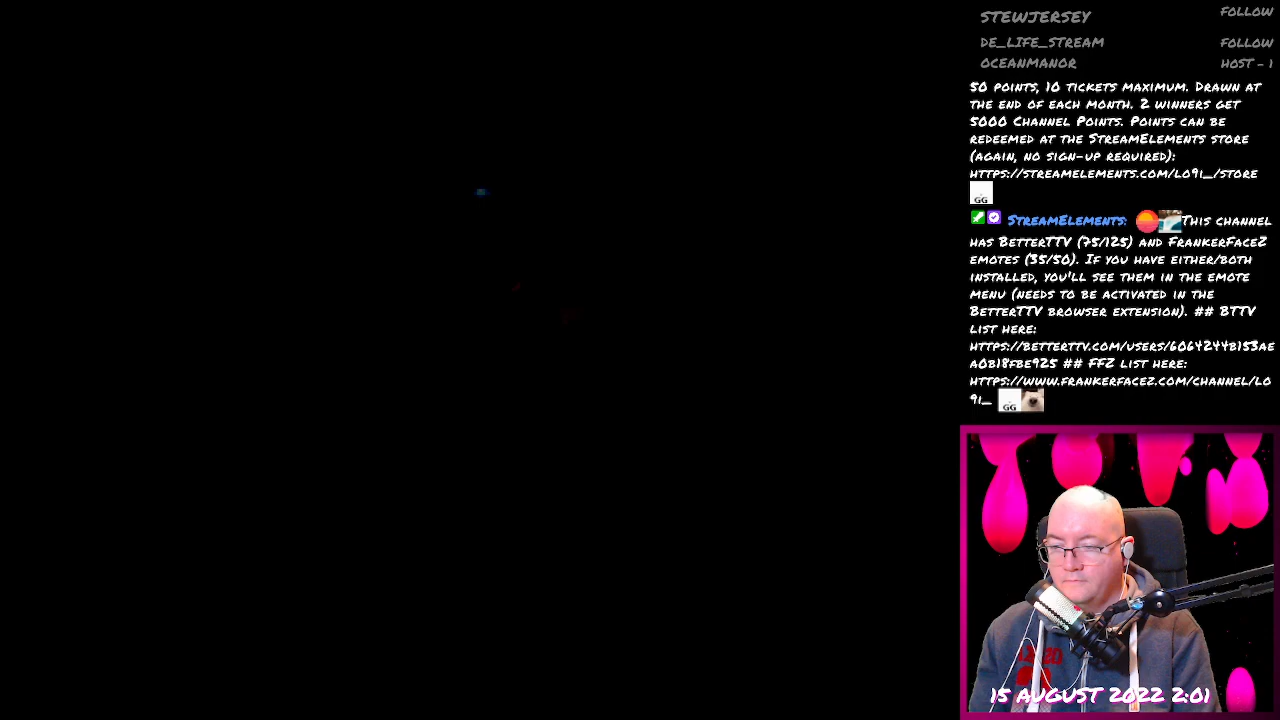 STEWJERSEY FOLLOW
DE_LIFE_STREAM FOLLOW
OCEANMANOR HOST - 1
50 POINTS, 10 TICKETS MAXIMUM. DRAWN AT
THE END OF EACH MONTH. 2 WINNERS GET
5000 CHANNEL POINTS. POINTS CAN BE
REDEEMED AT THE STREAMELEMENTS STORE
(AGAIN, NO SIGN-UP REQUIRED):
HTTPS://STREAMELEMENTS.COM/LO91_/STORE
GG
STREAMELEMENTS: THIS CHANNEL
HAS BETTERTTV (75/125) AND FRANKERFACEZ
EMOTES (35/50). IF YOU HAVE EITHER/BOTH
INSTALLED, YOU'LL SEE THEM IN THE EMOTE
MENU (NEEDS TO BE ACTIVATED IN THE
BETTERTTV BROWSER EXTENSION). ## BTTV
LIST HERE:
HTTPS://BETTERTTV.COM/USERS/6064244B153AE
A0B18FBE925 ## FFZ LIST HERE:
HTTPS://WWW.FRANKERFACEZ.COM/CHANNEL/LO
91_ GG
15 AUGUST 2022 2:01